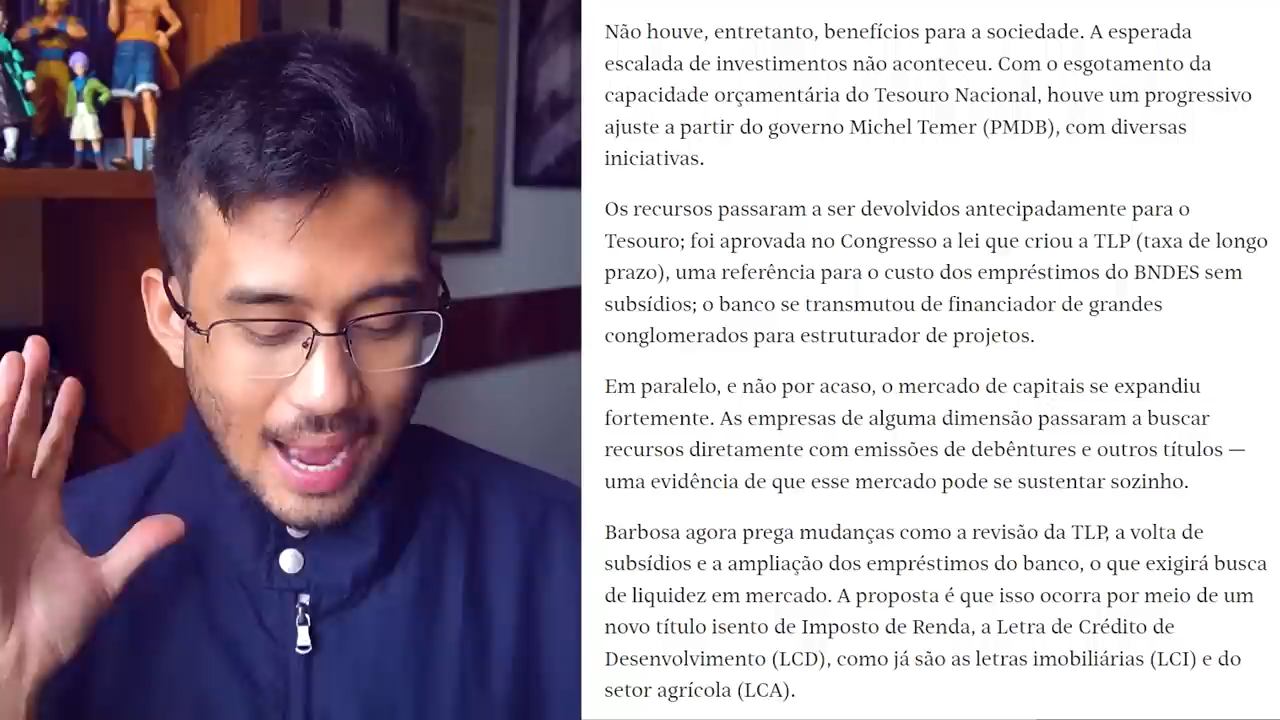 Não houve, entretanto, benefícios para a sociedade. A esperada
escalada de investimentos não aconteceu. Com o esgotamento da
capacidade orçamentária do Tesouro Nacional, houve um progressivo
ajuste a partir do governo Michel Temer (PMDB), com diversas
iniciativas.
Os recursos passaram a ser devolvidos antecipadamente para o
Tesouro; foi aprovada no Congresso a lei que criou a TLP (taxa de longo
prazo), uma referência para o custo dos empréstimos do BNDES sem
subsídios; o banco se transmutou de financiador de grandes
conglomerados para estruturador de projetos.
Em paralelo, e não por acaso, o mercado de capitais se expandiu
fortemente. As empresas de alguma dimensão passaram a buscar
recursos diretamente com emissões de debêntures e outros títulos —
uma evidência de que esse mercado pode se sustentar sozinho.
Barbosa agora prega mudanças como a revisão da TLP, a volta de
subsídios e a ampliação dos empréstimos do banco, o que exigirá busca
de liquidez em mercado. A proposta é que isso ocorra por meio de um
novo título isento de Imposto de Renda, a Letra de Crédito de
Desenvolvimento (LCD), como já são as letras imobiliárias (LCI) e do
setor agrícola (LCA).